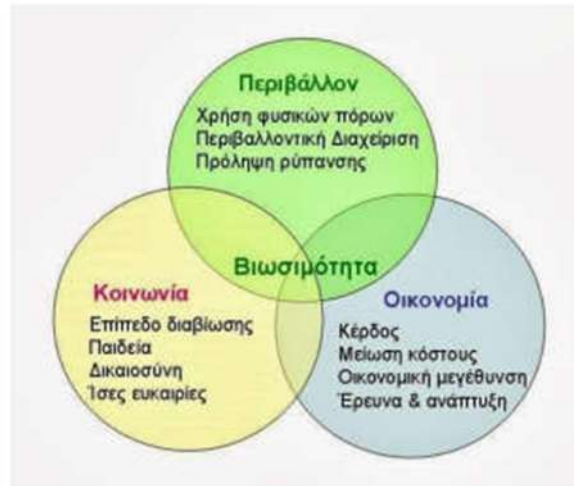 Περιβάλλον
Χρήση φυσικών πόρων
Περιβαλλοντική Διαχείριση
Πρόληψη ρύπανσης
Βιωσιμότητα
Κοινωνία
Επίπεδο διαβίωσης
Παιδεία
Δικαιοσύνη
Ίσες ευκαιρίες
Οικονομία
Κέρδος
Μείωση κόστους
Οικονομική μεγέθυνση
Έρευνα & ανάπτυξη